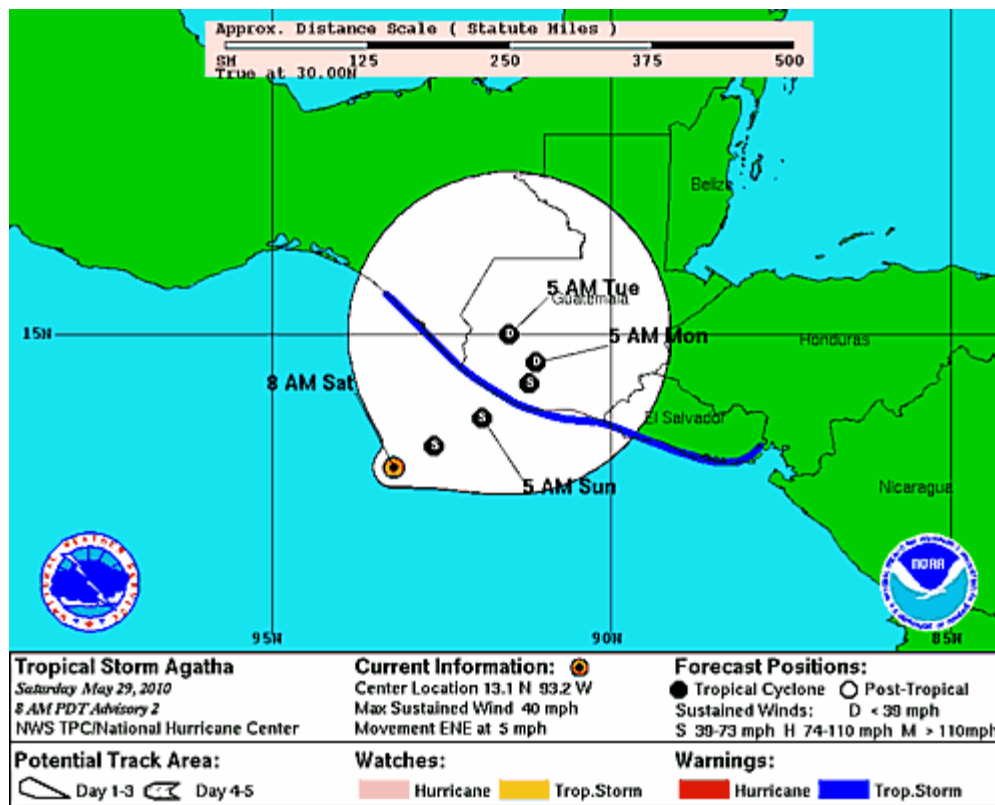 Approx. Distance Scale ( Statute Miles )
SM 125 250 375 500
True at 30.00N
Belize
5 AM Tue
Guatemala
15N
5 AM Mon
Honduras
8 AM Sat
El Salvador
5 AM Sun
Nicaragua
D
D
S
S
S
NOAA
95W 90W 85W
Tropical Storm Agatha
Saturday May 29, 2010
8 AM PDT Advisory 2
NWS TPC/National Hurricane Center
Current Information:
Center Location 13.1 N 93.2 W
Max Sustained Wind 40 mph
Movement ENE at 5 mph
Forecast Positions:
Tropical Cyclone Post-Tropical
Sustained Winds: D < 39 mph
S 39-73 mph H 74-110 mph M > 110mph
Potential Track Area:
Day 1-3 Day 4-5
Watches:
Hurricane Trop.Storm
Warnings:
Hurricane Trop.Storm